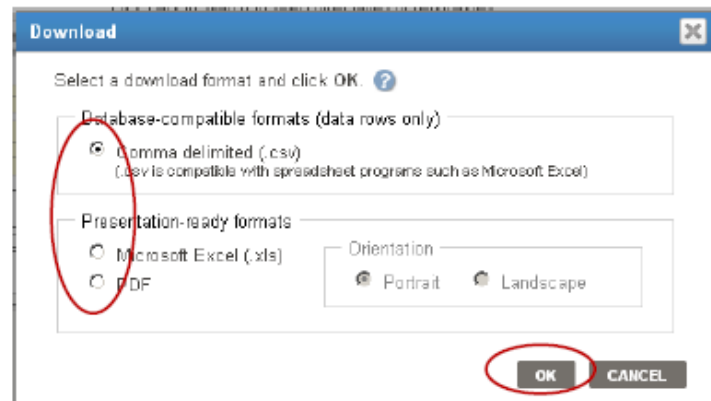 Download
Select a download format and click OK. ?
Database-compatible formats (data rows only)
Comma delimited (.csv)
(.csv is compatible with spreadsheet programs such as Microsoft Excel)
Presentation-ready formats
Microsoft Excel (.xls)
PDF
Orientation
Portrait Landscape
OK CANCEL